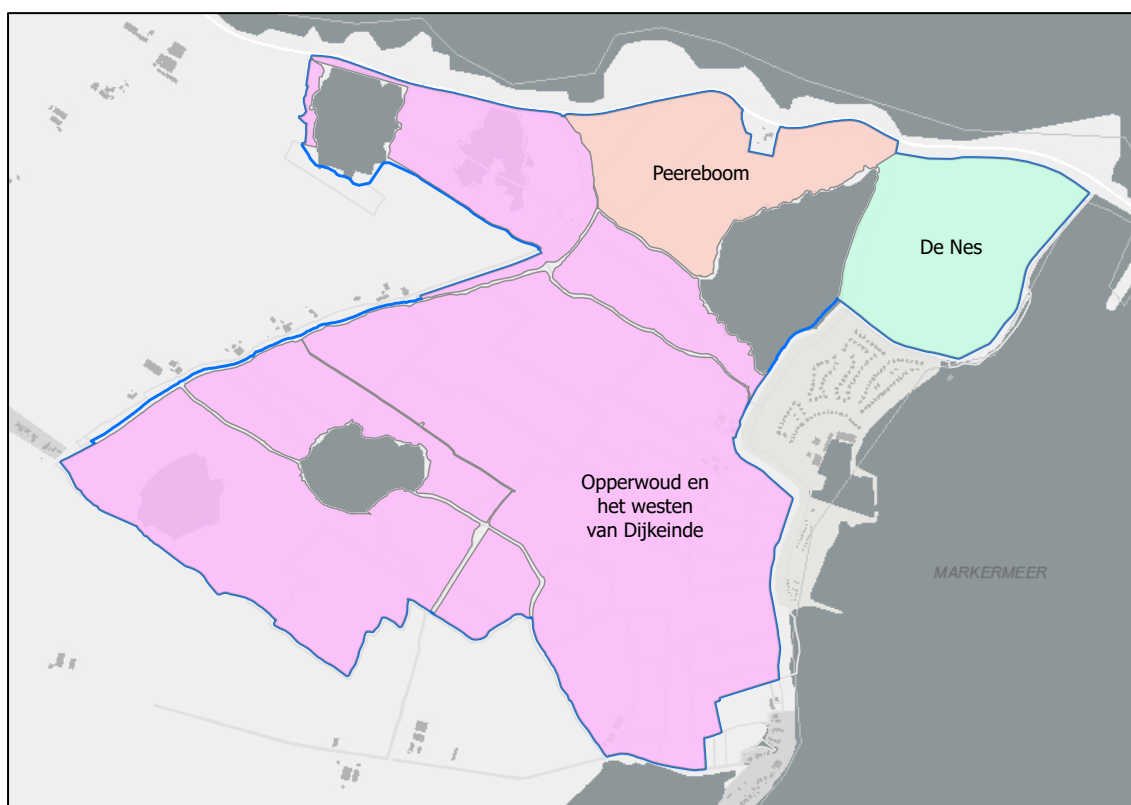 Peereboom
De Nes
Opperwoud en
het westen
van Dijkeinde
MARKERMEER